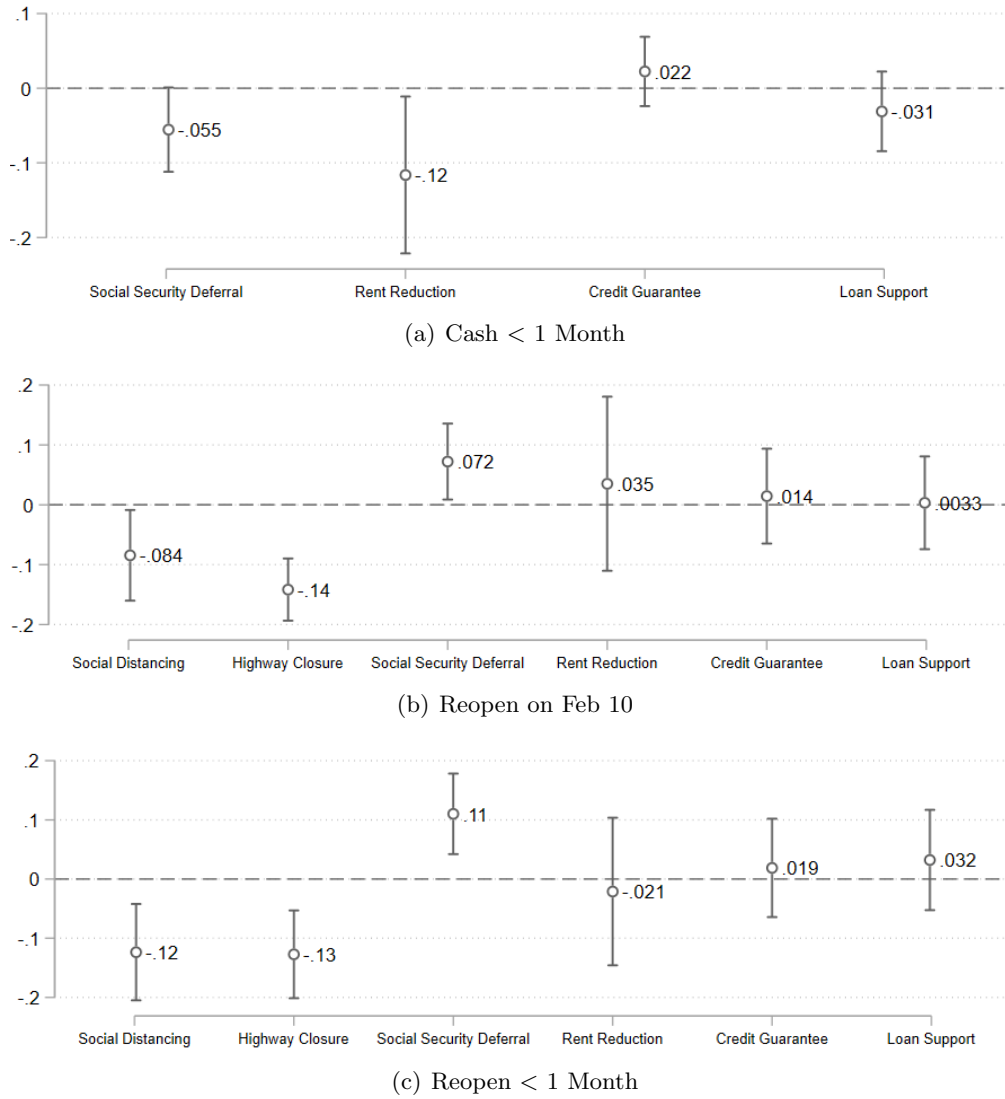 .1
0
-.1
-.2
-.055
-.12
.022
-.031
Social Security Deferral
Rent Reduction
Credit Guarantee
Loan Support
(a) Cash < 1 Month
.2
.1
0
-.1
-.2
-.084
-.14
.072
.035
.014
.0033
Social Distancing
Highway Closure
Social Security Deferral
Rent Reduction
Credit Guarantee
Loan Support
(b) Reopen on Feb 10
.2
.1
0
-.1
-.2
-.12
-.13
.11
-.021
.019
.032
Social Distancing
Highway Closure
Social Security Deferral
Rent Reduction
Credit Guarantee
Loan Support
(c) Reopen < 1 Month